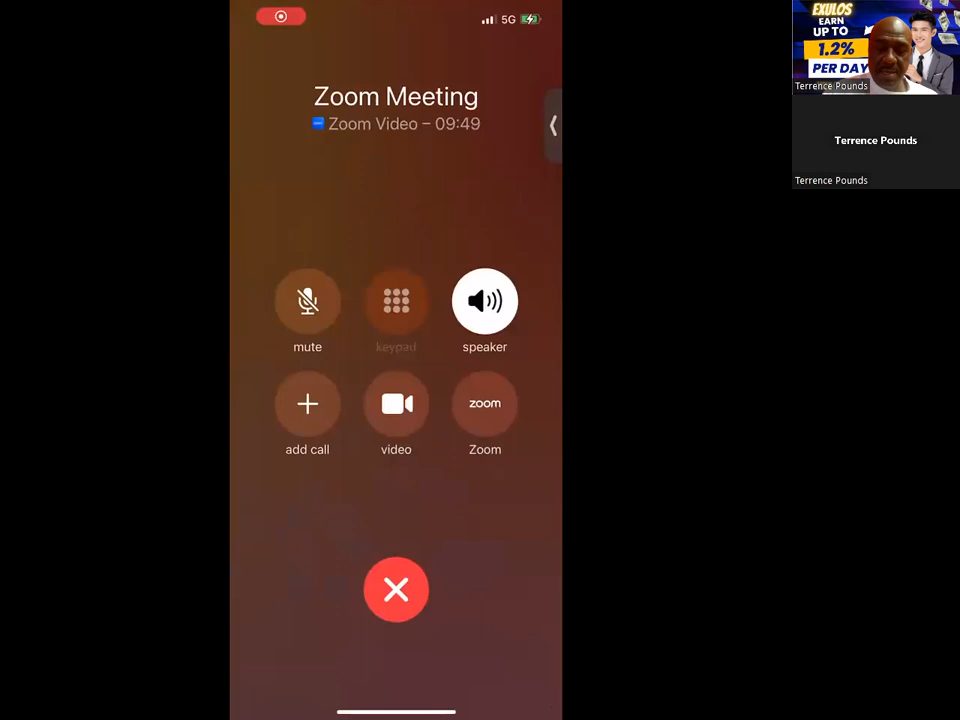 5G
Zoom Meeting
Zoom Video – 09:49
mute
keypad
speaker
add call
video
zoom
Zoom
EXULOS
EARN
UP TO
1.2%
PER DAY
Terrence Pounds
Terrence Pounds
Terrence Pounds